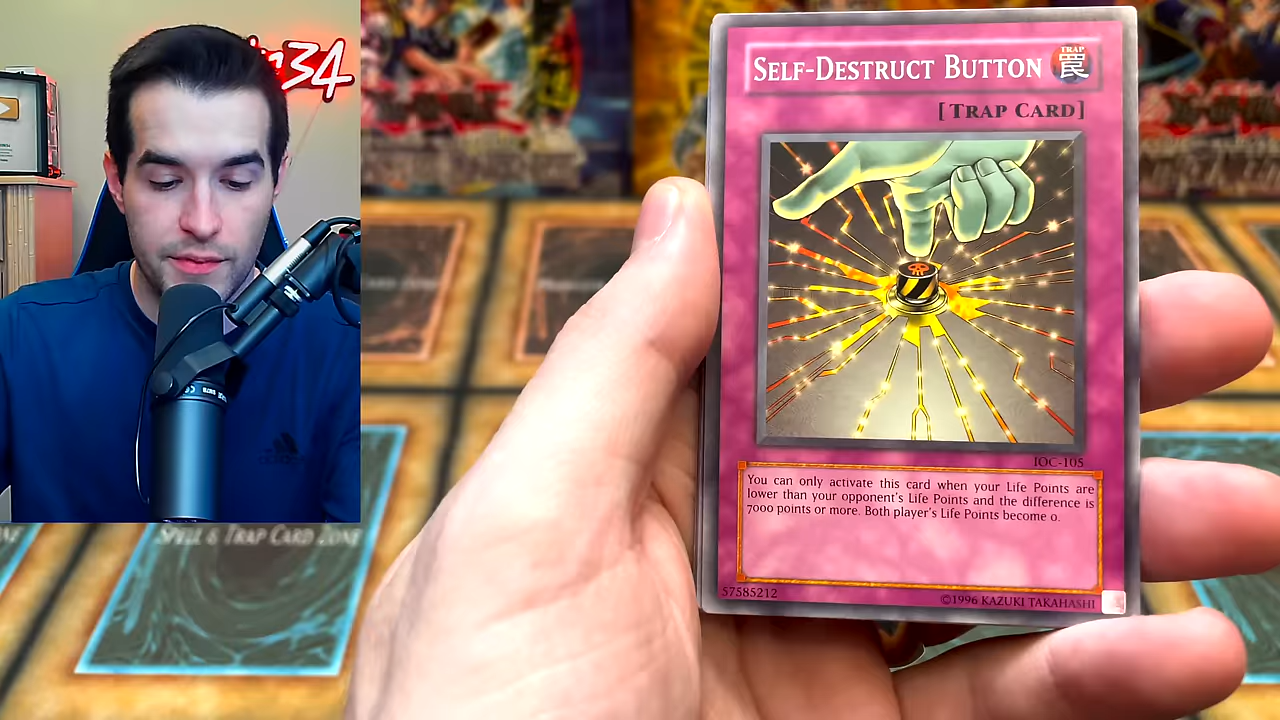 34
SELF-DESTRUCT BUTTON
TRAP
罠
[TRAP CARD]
IOC-105
You can only activate this card when your Life Points are
lower than your opponent's Life Points and the difference is
7000 points or more. Both player's Life Points become 0.
57585212
©1996 KAZUKI TAKAHASHI
SPELL & TRAP CARD ZONE